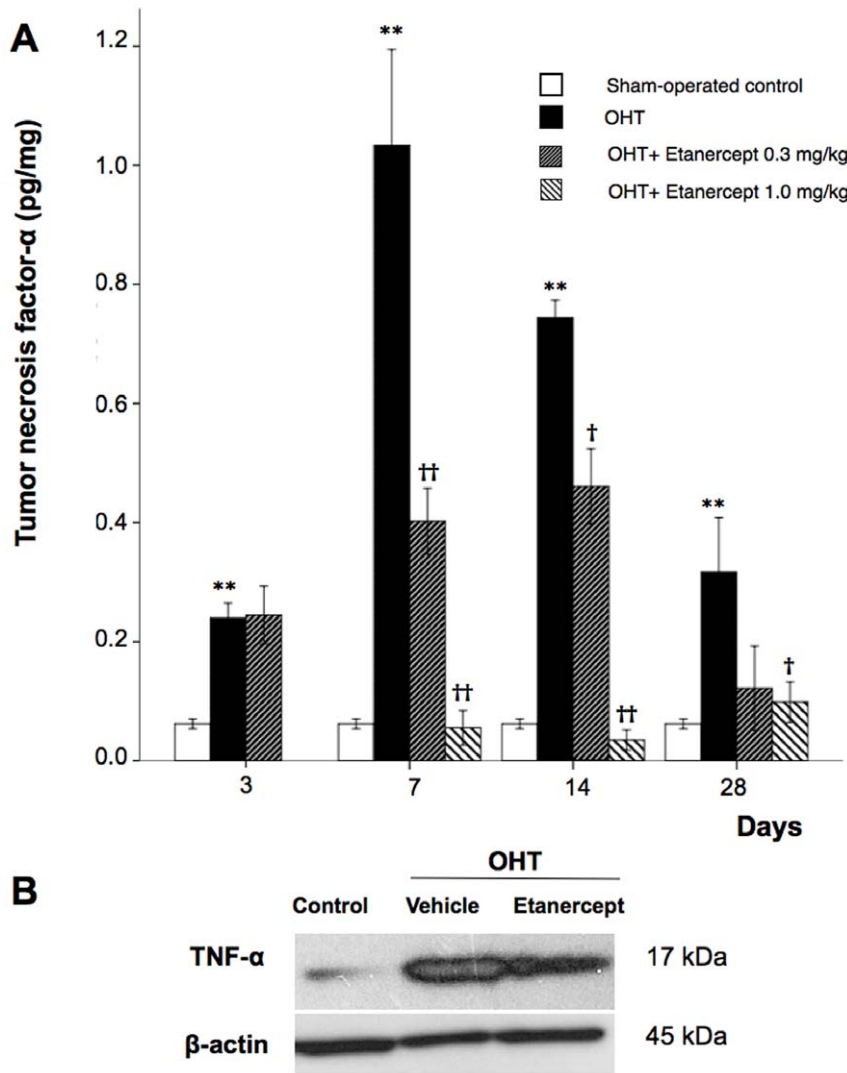 A
Tumor necrosis factor-α (pg/mg)
1.2
1.0
0.8
0.6
0.4
0.2
0.0
Sham-operated control
OHT
OHT+ Etanercept 0.3 mg/kg
OHT+ Etanercept 1.0 mg/kg
**
**
††
††
**
†
††
**
†
3
7
14
28
Days
B
OHT
Control Vehicle Etanercept
TNF-α 17 kDa
β-actin 45 kDa